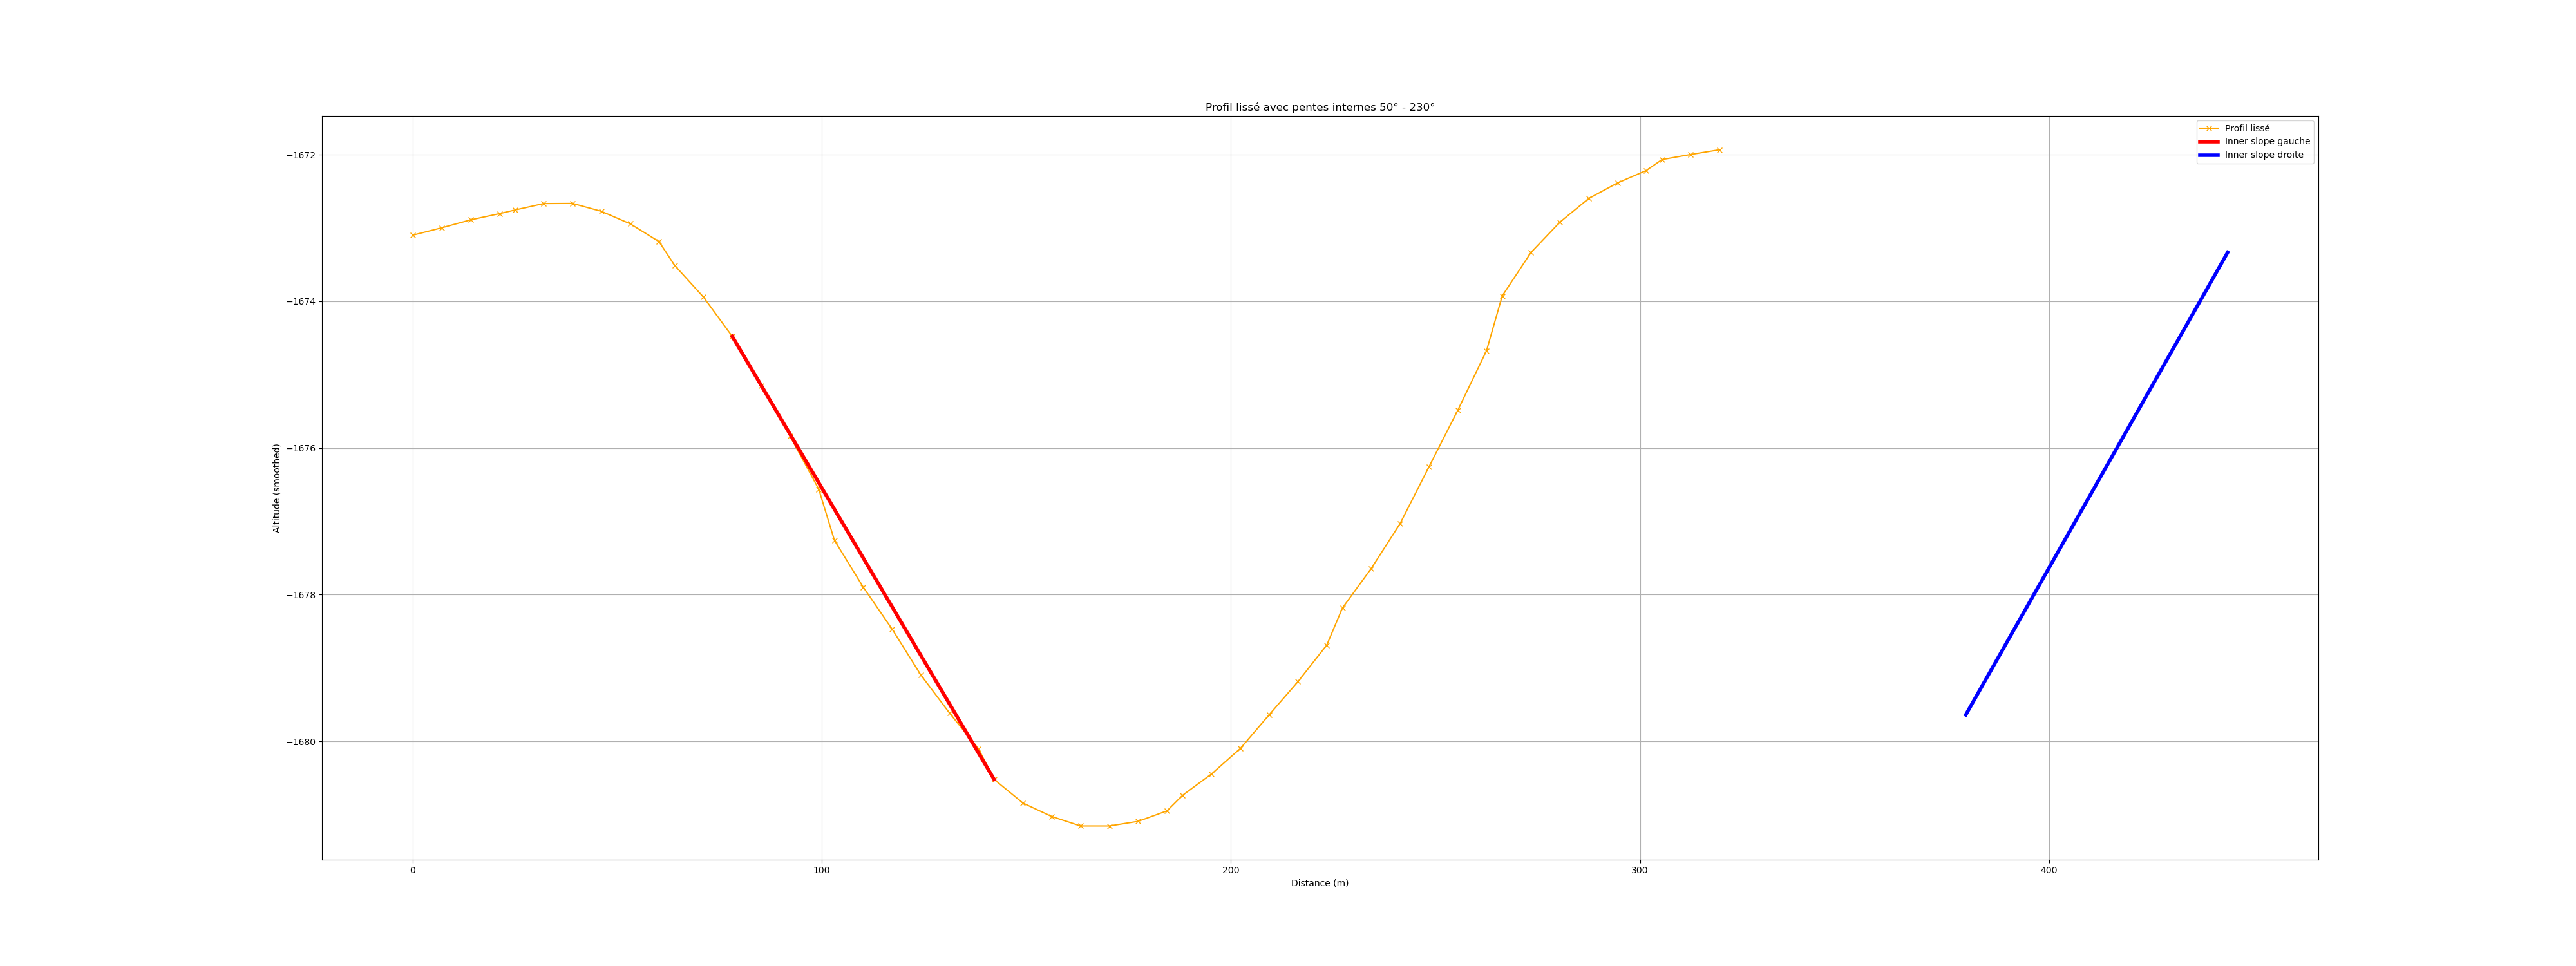 Profil lissé avec pentes internes 50° - 230°
Profil lissé
Inner slope gauche
Inner slope droite
Altitude (smoothed)
−1672
−1674
−1676
−1678
−1680
0 100 200 300 400
Distance (m)